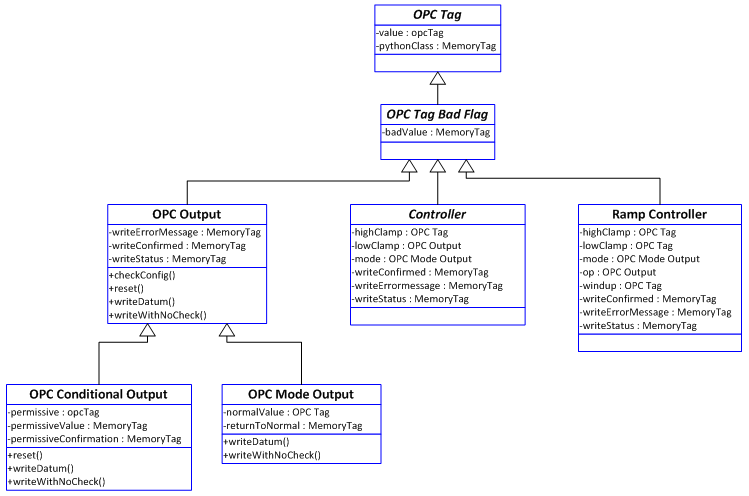 OPC Tag
-value : opcTag
-pythonClass : MemoryTag
OPC Tag Bad Flag
-badValue : MemoryTag
OPC Output
-writeErrorMessage : MemoryTag
-writeConfirmed : MemoryTag
-writeStatus : MemoryTag
+checkConfig()
+reset()
+writeDatum()
+writeWithNoCheck()
Controller
-highClamp : OPC Tag
-lowClamp : OPC Output
-mode : OPC Mode Output
-writeConfirmed : MemoryTag
-writeErrormessage : MemoryTag
-writeStatus : MemoryTag
Ramp Controller
-highClamp : OPC Tag
-lowClamp : OPC Tag
-mode : OPC Mode Output
-op : OPC Output
-windup : OPC Tag
-writeConfirmed : MemoryTag
-writeErrorMessage : MemoryTag
-writeStatus : MemoryTag
OPC Conditional Output
-permissive : opcTag
-permissiveValue : MemoryTag
-permissiveConfirmation : MemoryTag
+reset()
+writeDatum()
+writeWithNoCheck()
OPC Mode Output
-normalValue : OPC Tag
-returnToNormal : MemoryTag
+writeDatum()
+writeWithNoCheck()